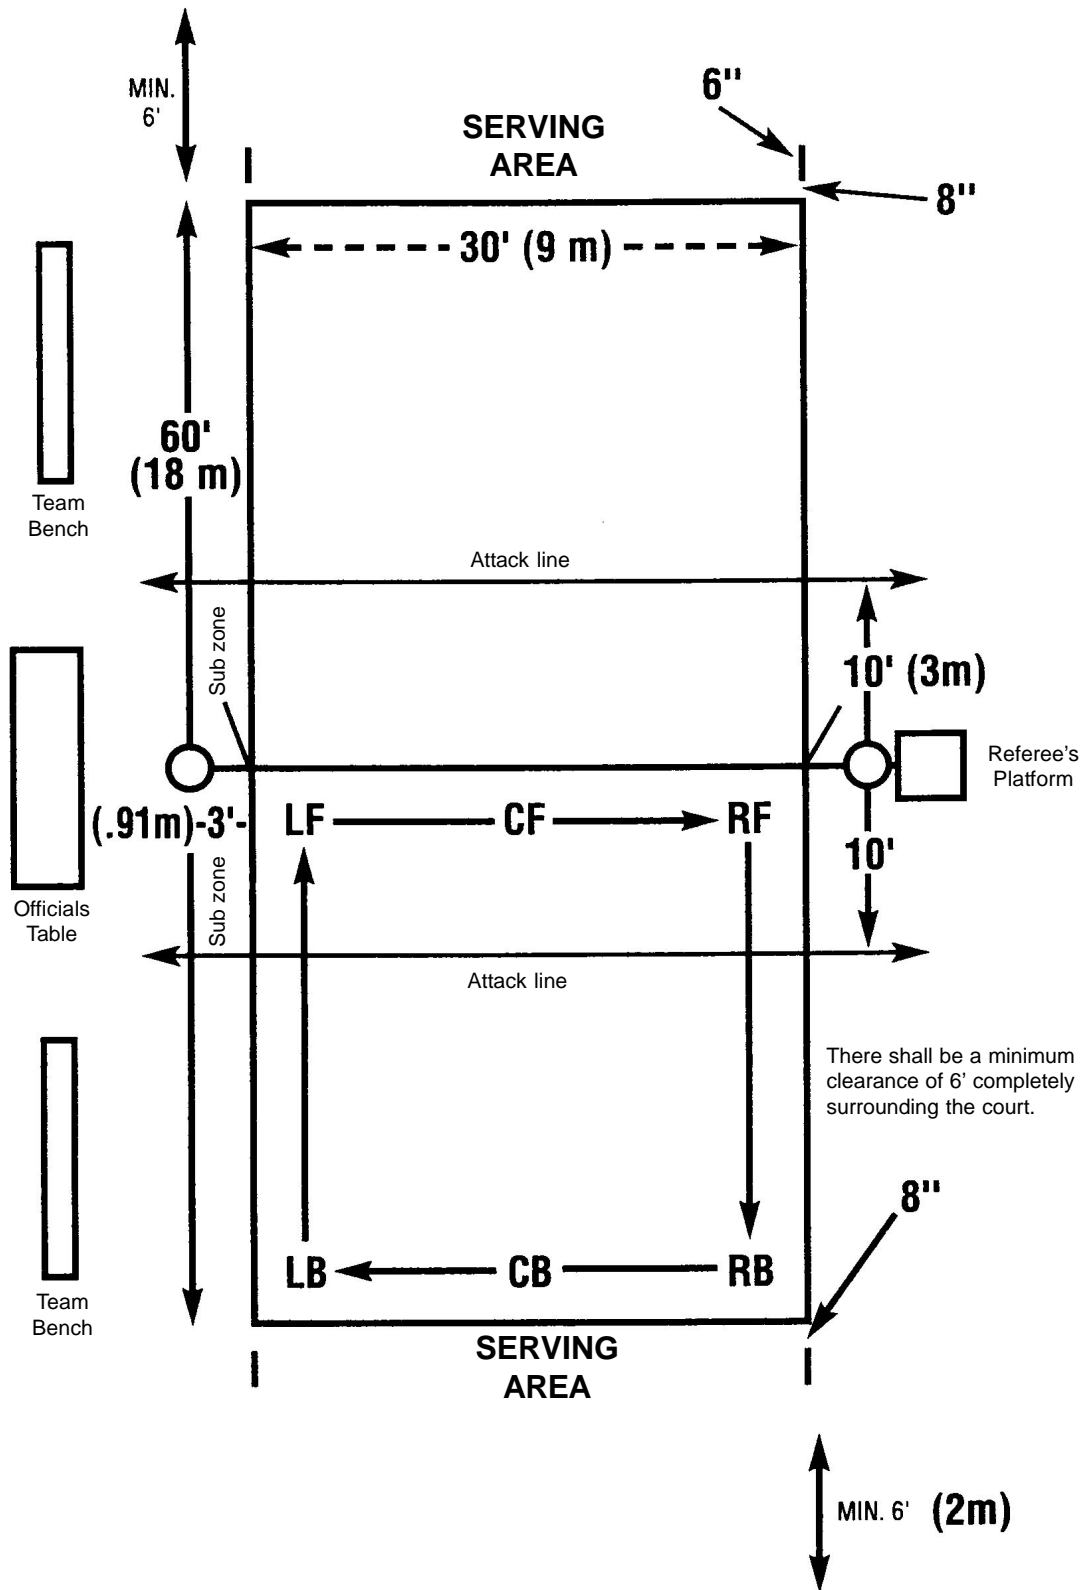 MIN.
6'
6"
SERVING
AREA
8"
30' (9 m)
60'
(18 m)
Team
Bench
Attack line
Sub zone
10' (3m)
Referee's
Platform
(.91m)-3'-
LF CF RF
10'
Sub zone
Officials
Table
Attack line
There shall be a minimum
clearance of 6’ completely
surrounding the court.
8"
LB CB RB
Team
Bench
SERVING
AREA
MIN. 6' (2m)